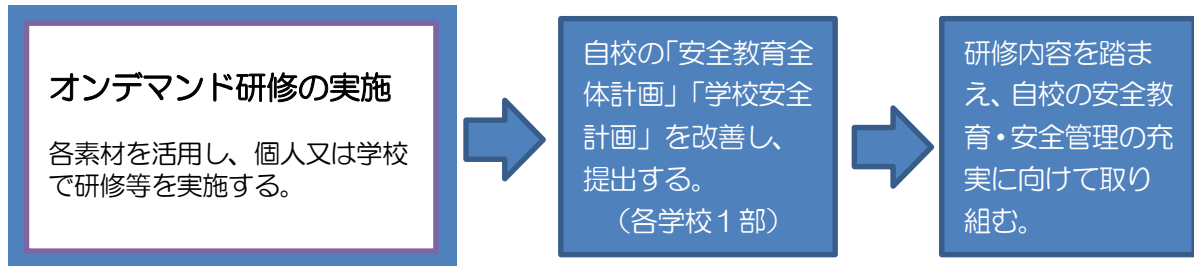 オンデマンド研修の実施
各素材を活用し、個人又は学校
で研修等を実施する。
自校の「安全教育全
体計画」「学校安全
計画」を改善し、
提出する。
（各学校１部）
研修内容を踏ま
え、自校の安全教
育・安全管理の充
実に向けて取り
組む。